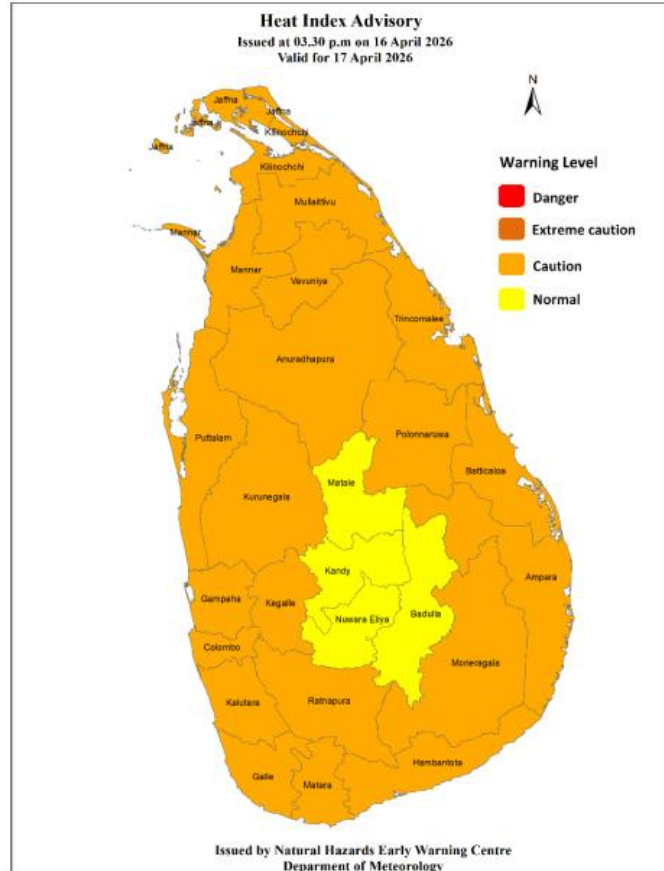 Heat Index Advisory
Issued at 03.30 p.m on 16 April 2026
Valid for 17 April 2026
N
Warning Level
Danger
Extreme caution
Caution
Normal
Jaffna
Jaffna
Jaffna
Jaffna
Kilinochchi
Kilinochchi
Mullaittivu
Mannar
Mannar
Vavuniya
Trincomalee
Anuradhapura
Puttalam
Polonnaruwa
Batticaloa
Matale
Kurunegala
Ampara
Kandy
Gampaha
Kegalle
Nuwara Eliya
Badulla
Colombo
Moneragala
Kalutara
Ratnapura
Hambantota
Galle
Matara
Issued by Natural Hazards Early Warning Centre
Deparment of Meteorology